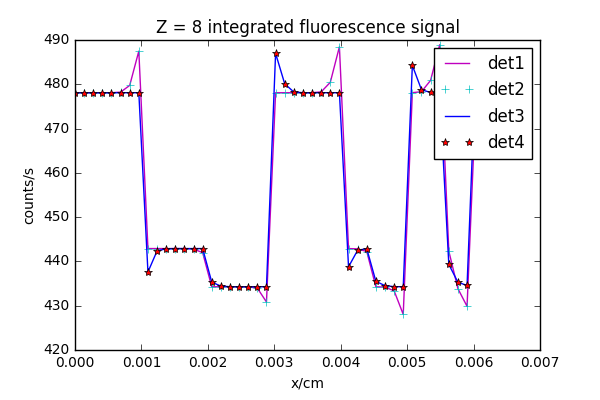 Z = 8 integrated fluorescence signal
490
480
470
460
450
440
430
420
counts/s
det1
det2
det3
det4
0.000 0.001 0.002 0.003 0.004 0.005 0.006 0.007
x/cm